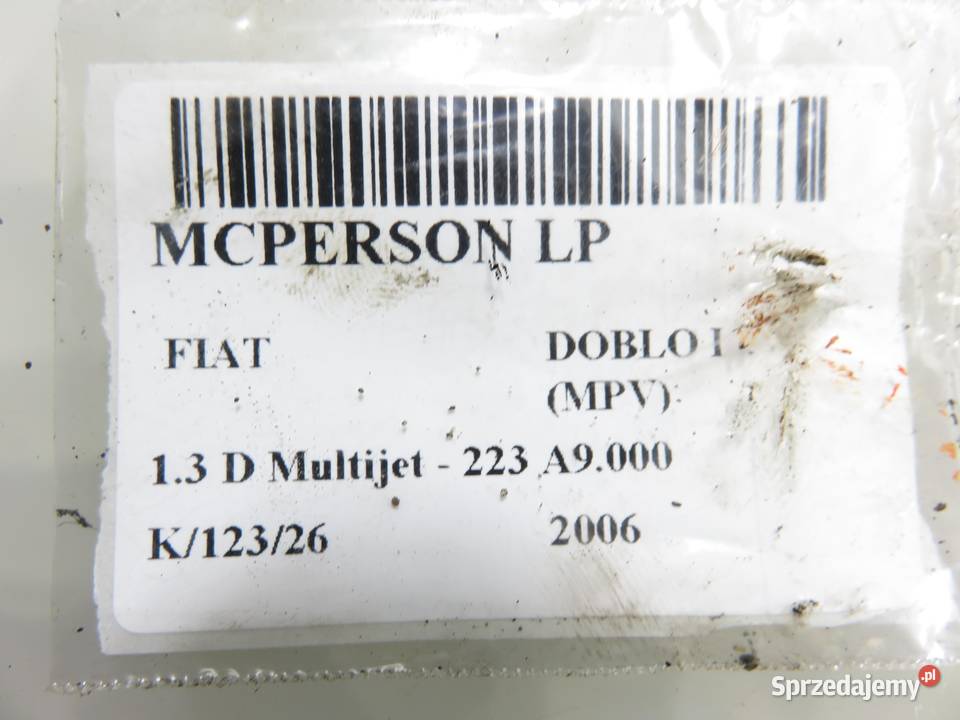 MCPERSON LP
FIAT DOBLO I
(MPV)
1.3 D Multijet - 223 A9.000
K/123/26 2006
Sprzedajemy.pl